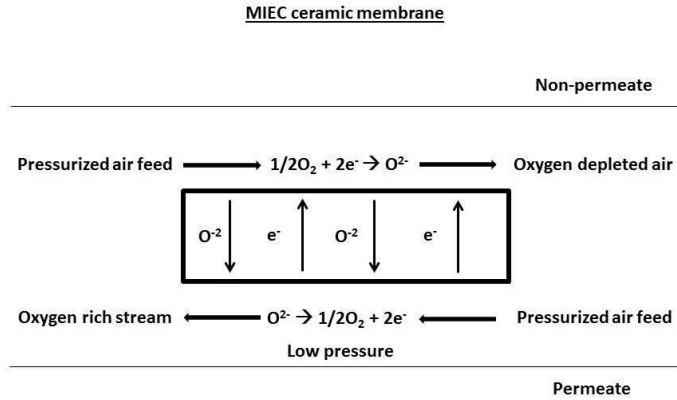 MIEC ceramic membrane
Non-permeate
Pressurized air feed 1/2O₂ + 2e⁻ → O²⁻ Oxygen depleted air
O⁻² e⁻ O⁻² e⁻
Oxygen rich stream O²⁻ → 1/2O₂ + 2e⁻ Pressurized air feed
Low pressure
Permeate